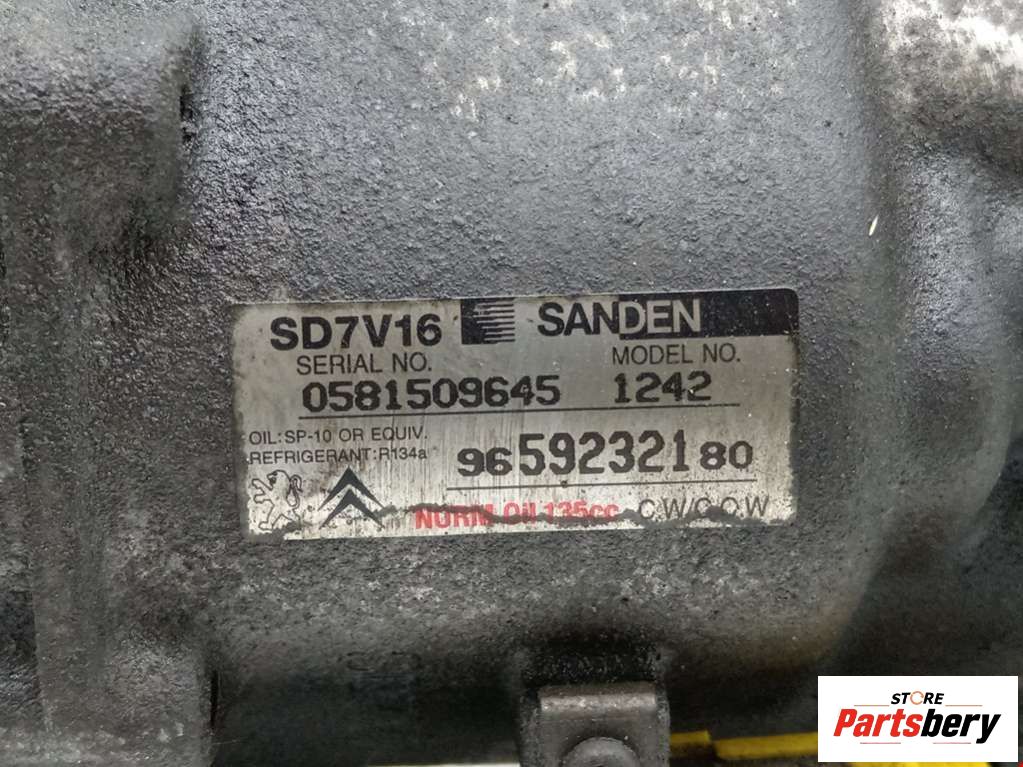 SD7V16 SANDEN
SERIAL NO. MODEL NO.
0581509645 1242
OIL:SP-10 OR EQUIV.
REFRIGERANT:R134a
9659232180
NORM Oil 135cc C.W/C.C.W
STORE
Partsbery